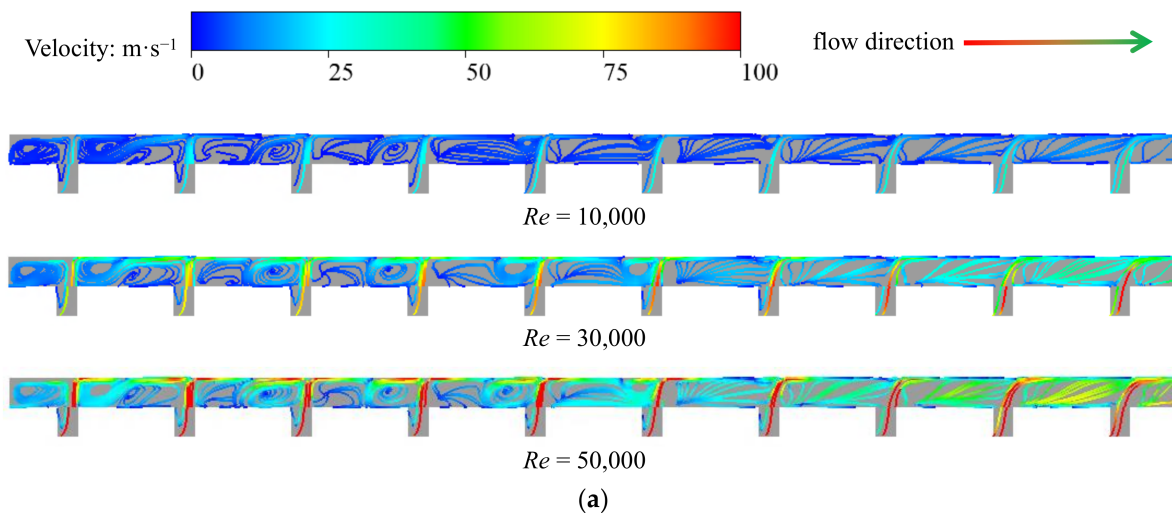 Velocity: m·s⁻¹
0 25 50 75 100
flow direction
Re = 10,000
Re = 30,000
Re = 50,000
(a)